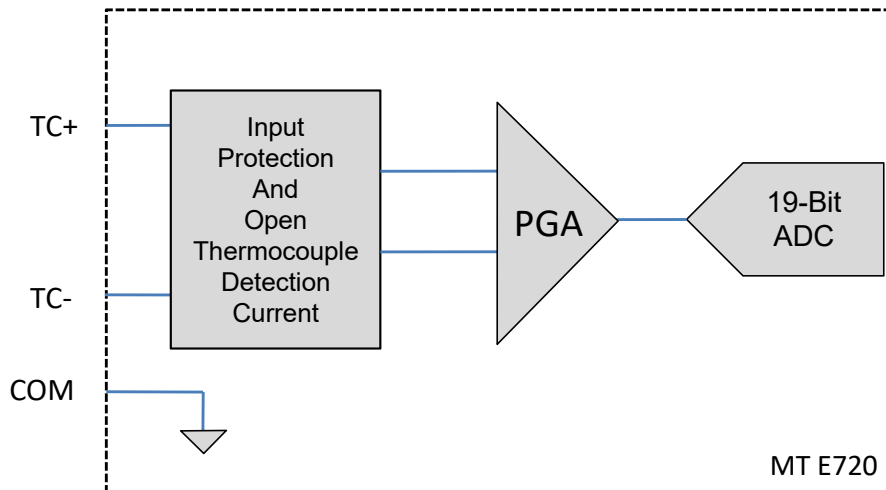 TC+
TC-
COM
Input
Protection
And
Open
Thermocouple
Detection
Current
PGA
19-Bit
ADC
MT E720